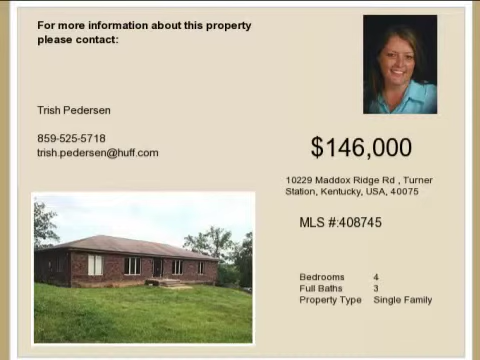 For more information about this property
please contact:
Trish Pedersen
859-525-5718
trish.pedersen@huff.com
$146,000
10229 Maddox Ridge Rd , Turner
Station, Kentucky, USA, 40075
MLS #:408745
Bedrooms 4
Full Baths 3
Property Type Single Family